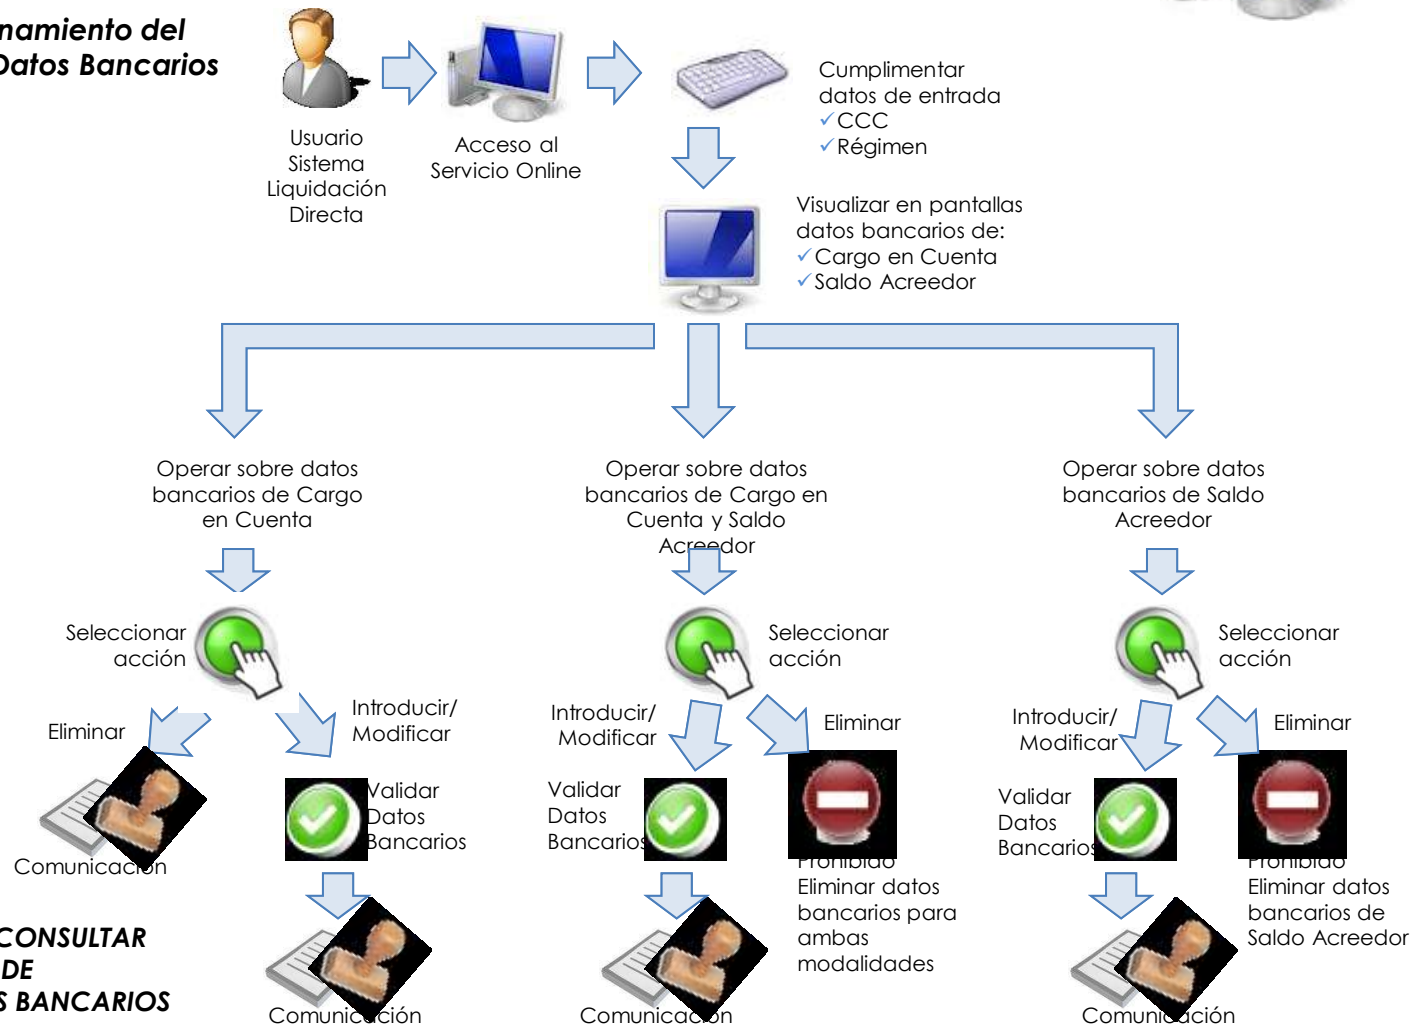 namiento del
Datos Bancarios
Usuario
Sistema
Liquidación
Directa
Acceso al
Servicio Online
Cumplimentar
datos de entrada
✓CCC
✓Régimen
Visualizar en pantallas
datos bancarios de:
✓Cargo en Cuenta
✓Saldo Acreedor
Operar sobre datos
bancarios de Cargo
en Cuenta
Operar sobre datos
bancarios de Cargo en
Cuenta y Saldo
Acreedor
Operar sobre datos
bancarios de Saldo
Acreedor
Seleccionar
acción
Seleccionar
acción
Seleccionar
acción
Eliminar
Introducir/
Modificar
Introducir/
Modificar
Eliminar
Introducir/
Modificar
Eliminar
Comunicación
Validar
Datos
Bancarios
Comunicación
Validar
Datos
Bancarios
Comunicación
Prohibido
Eliminar datos
bancarios para
ambas
modalidades
Validar
Datos
Bancarios
Comunicación
Prohibido
Eliminar datos
bancarios de
Saldo Acreedor
CONSULTAR
DE
S BANCARIOS